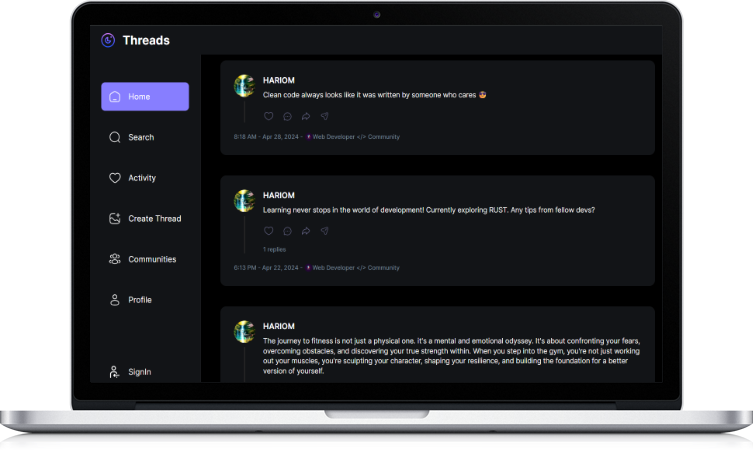 Threads
Home
Search
Activity
Create Thread
Communities
Profile
SignIn
HARIOM
Clean code always looks like it was written by someone who cares 😎
8:18 AM - Apr 28, 2024 - Web Developer </> Community
HARIOM
Learning never stops in the world of development! Currently exploring RUST. Any tips from fellow devs?
1 replies
6:13 PM - Apr 22, 2024 - Web Developer </> Community
HARIOM
The journey to fitness is not just a physical one. it's a mental and emotional odyssey. It's about confronting your fears,
overcoming obstacles, and discovering your true strength within. When you step into the gym, you're not just working
out your muscles, you're sculpting your character, shaping your resilience, and building the foundation for a better
version of yourself.